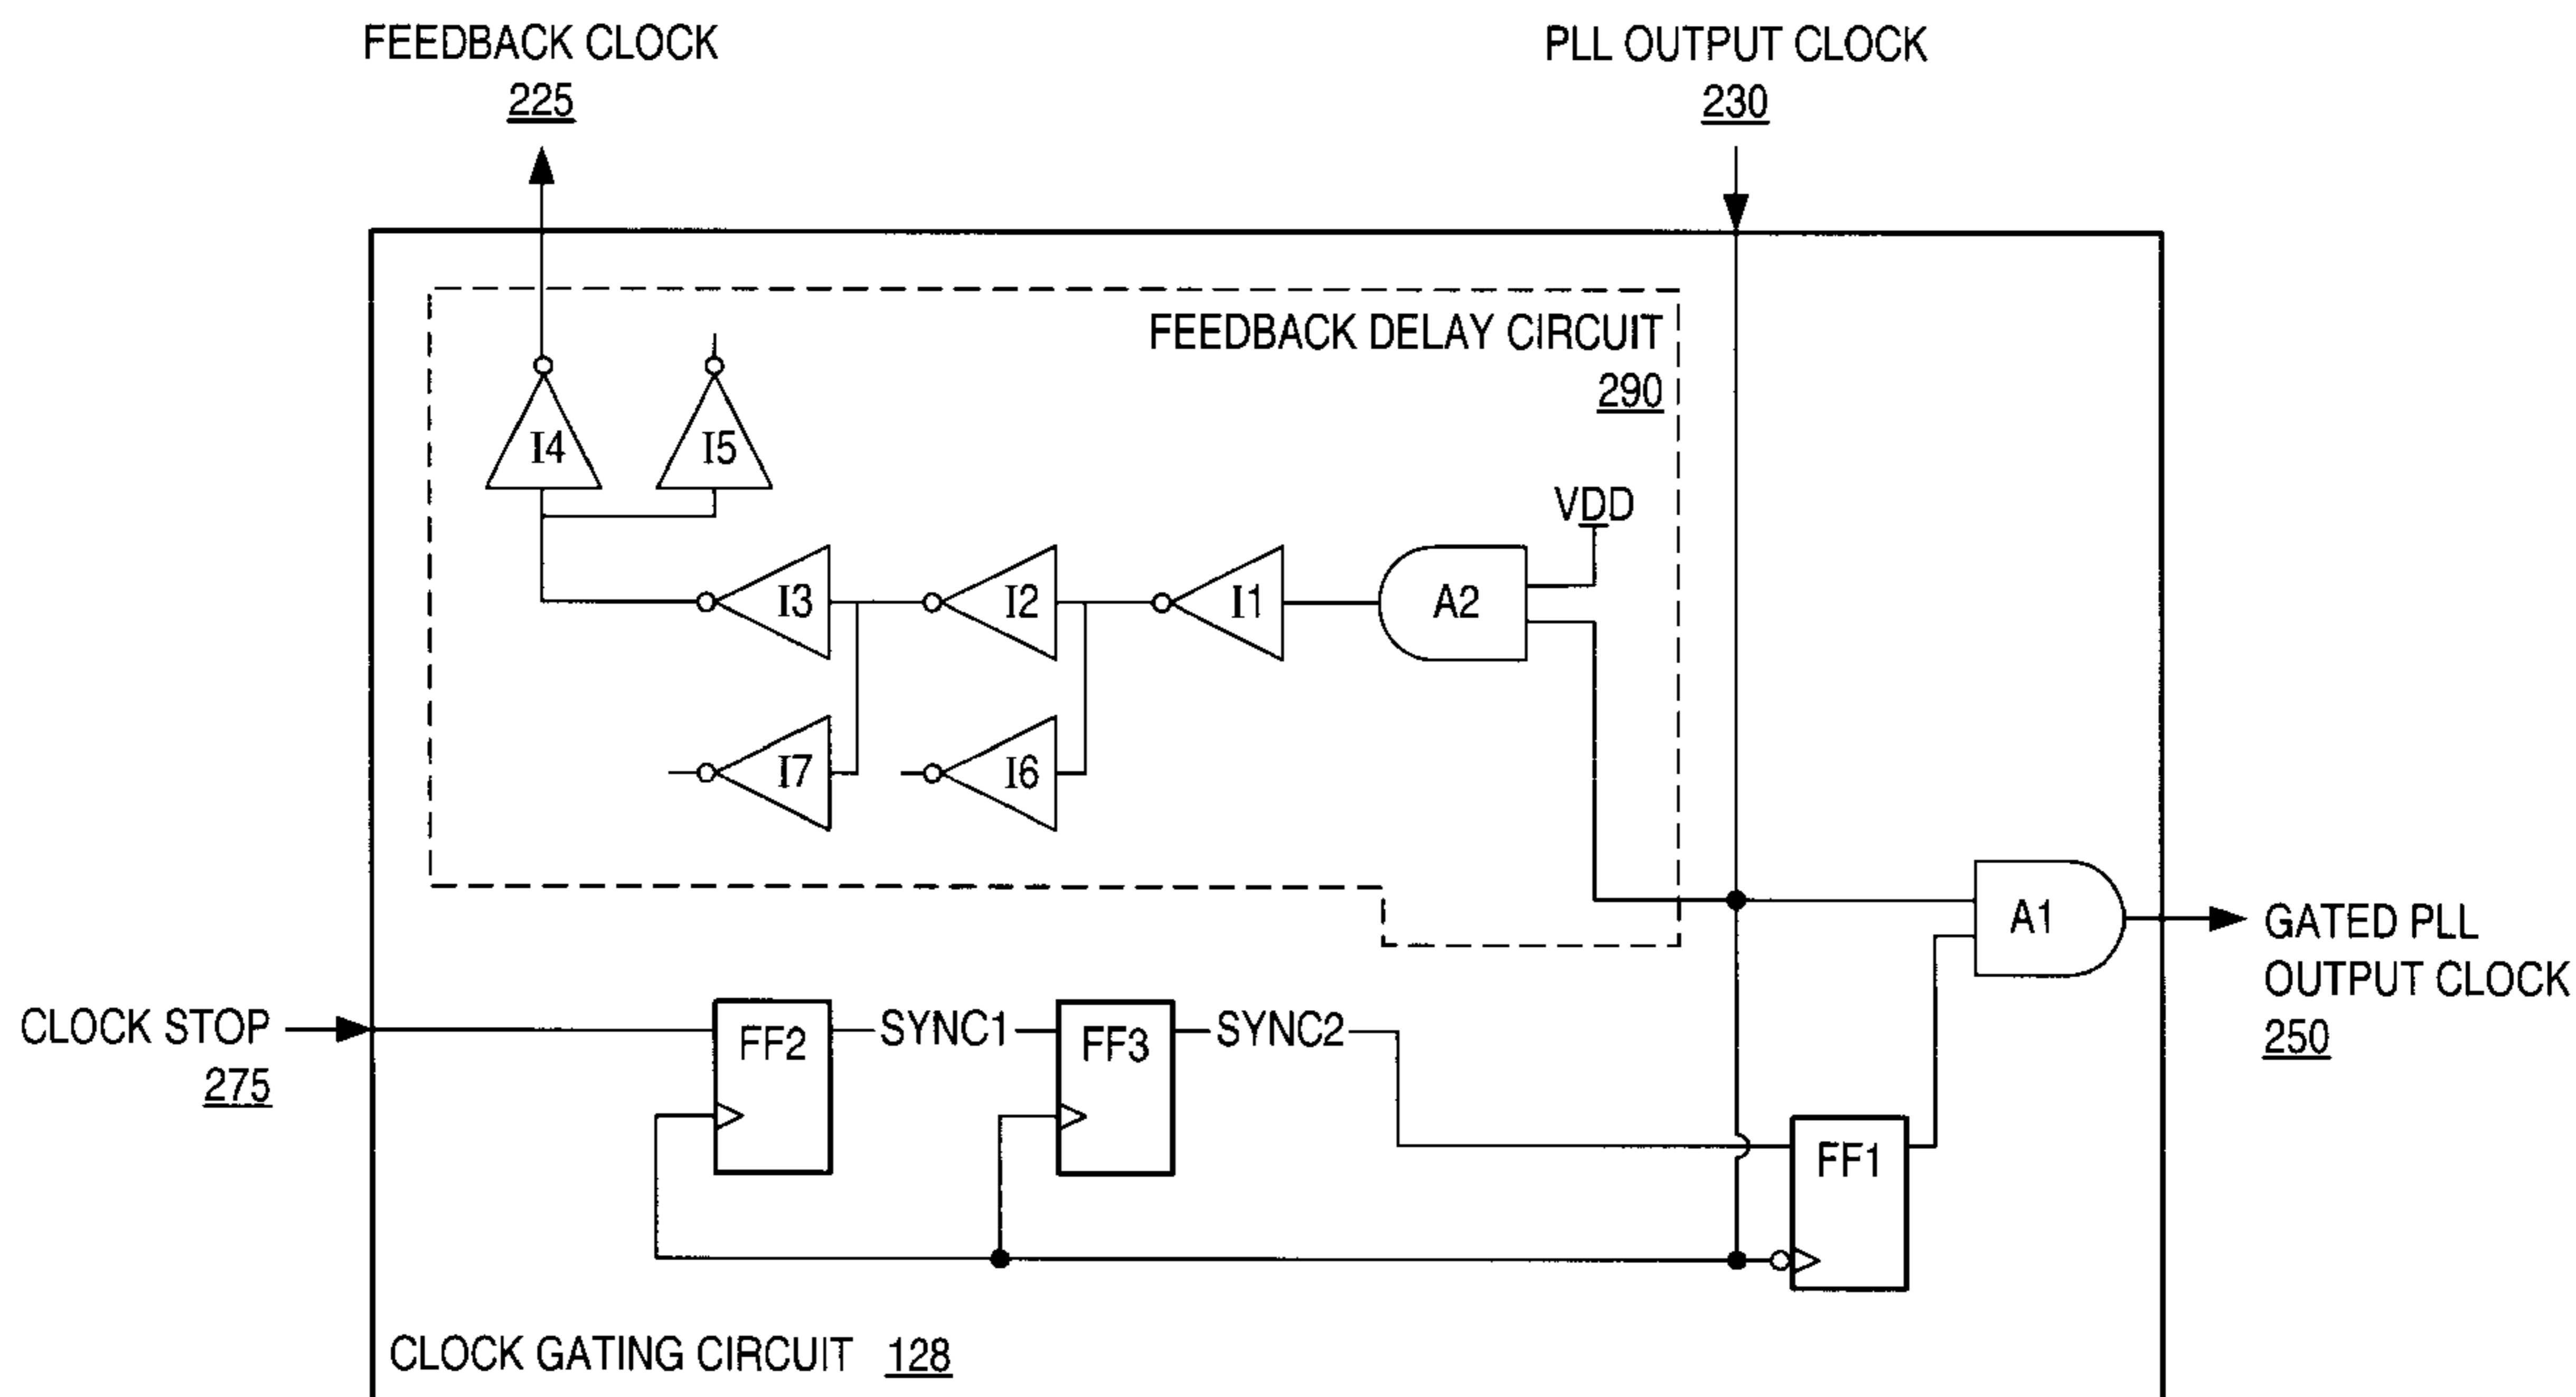 FEEDBACK CLOCK
225
PLL OUTPUT CLOCK
230
FEEDBACK DELAY CIRCUIT
290
I4
I5
VDD
I3
I2
I1
A2
I7
I6
A1
GATED PLL
OUTPUT CLOCK
250
CLOCK STOP
275
FF2
SYNC1
FF3
SYNC2
FF1
CLOCK GATING CIRCUIT 128